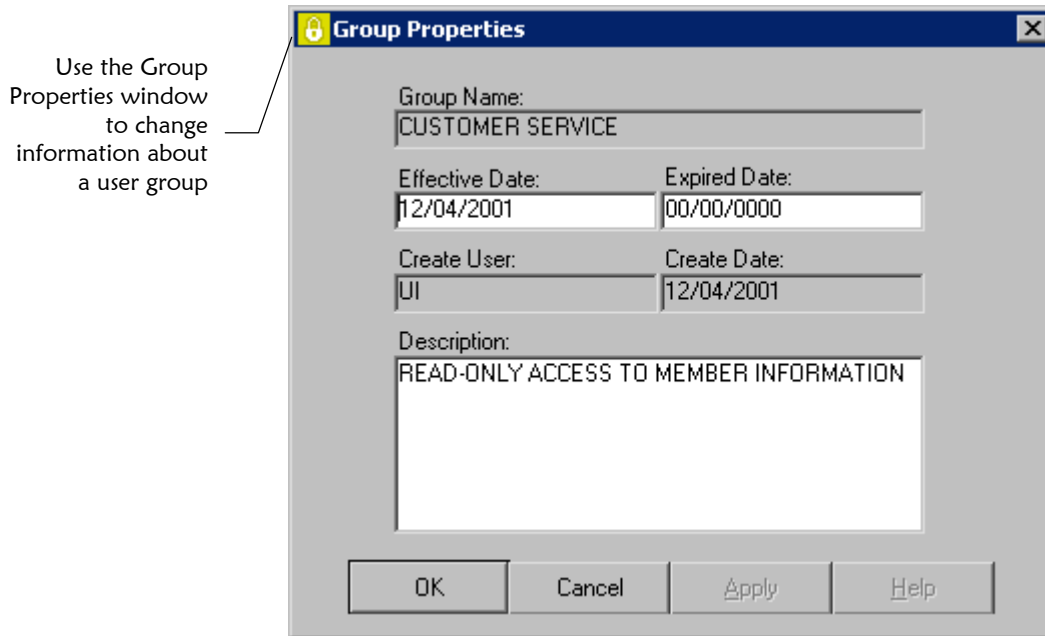 Group Properties
Use the Group
Properties window
to change
information about
a user group
Group Name:
CUSTOMER SERVICE
Effective Date: Expired Date:
12/04/2001 00/00/0000
Create User: Create Date:
UI 12/04/2001
Description:
READ-ONLY ACCESS TO MEMBER INFORMATION
OK Cancel Apply Help